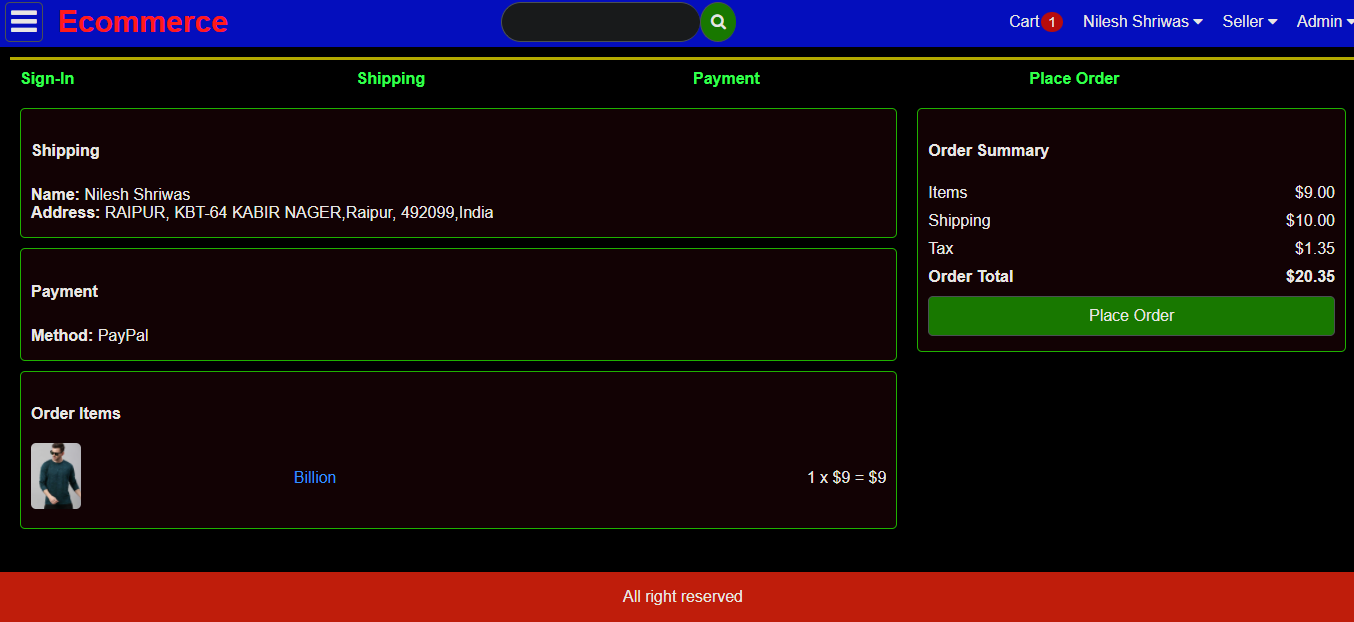 Ecommerce
Cart 1 Nilesh Shriwas Seller Admin
Sign-In Shipping Payment Place Order
Shipping
Name: Nilesh Shriwas
Address: RAIPUR, KBT-64 KABIR NAGER,Raipur, 492099,India
Payment
Method: PayPal
Order Items
Billion 1 x $9 = $9
Order Summary
Items $9.00
Shipping $10.00
Tax $1.35
Order Total $20.35
Place Order
All right reserved